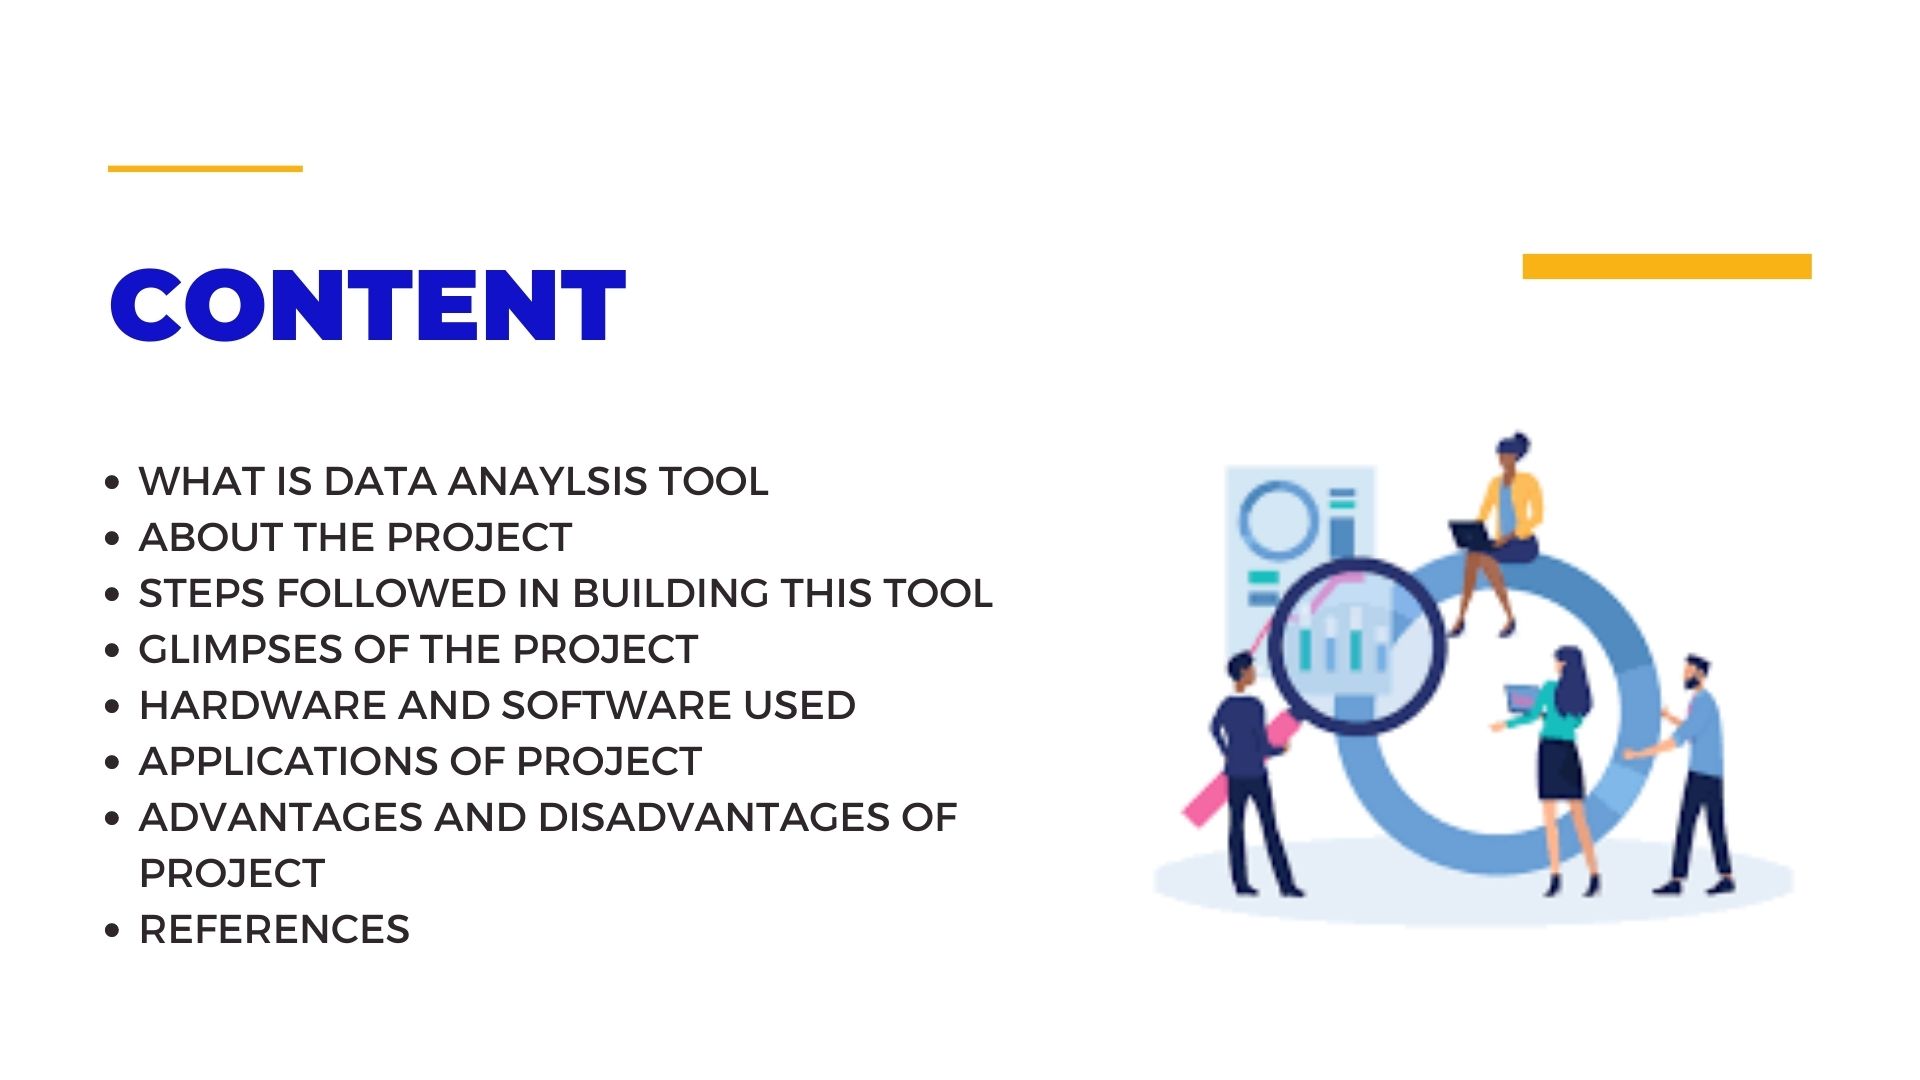 CONTENT
• WHAT IS DATA ANAYLSIS TOOL
• ABOUT THE PROJECT
• STEPS FOLLOWED IN BUILDING THIS TOOL
• GLIMPSES OF THE PROJECT
• HARDWARE AND SOFTWARE USED
• APPLICATIONS OF PROJECT
• ADVANTAGES AND DISADVANTAGES OF
PROJECT
• REFERENCES